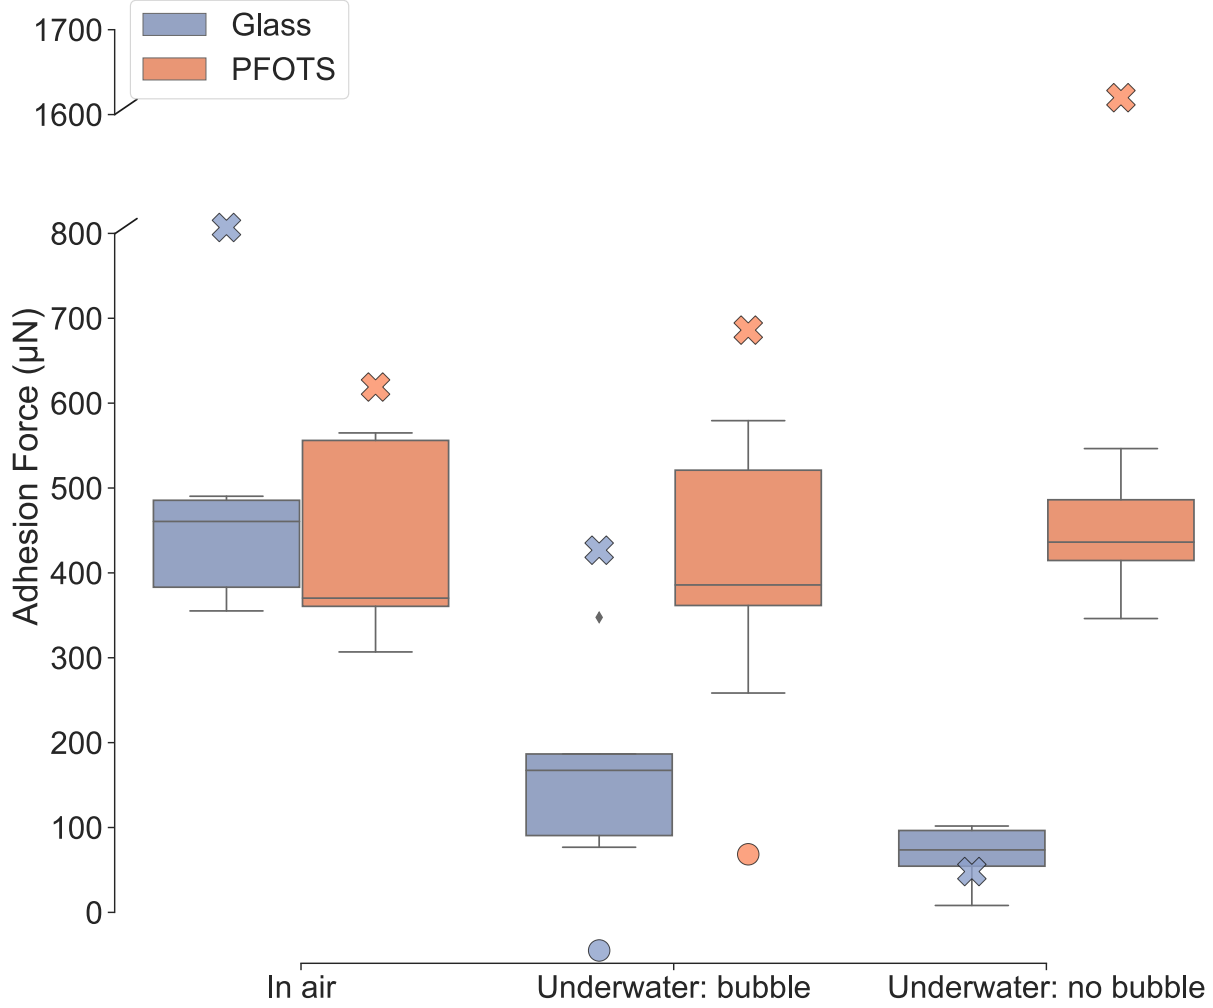 Glass
PFOTS
1700
1600
800
700
600
500
400
300
200
100
0
Adhesion Force (µN)
In air
Underwater: bubble
Underwater: no bubble